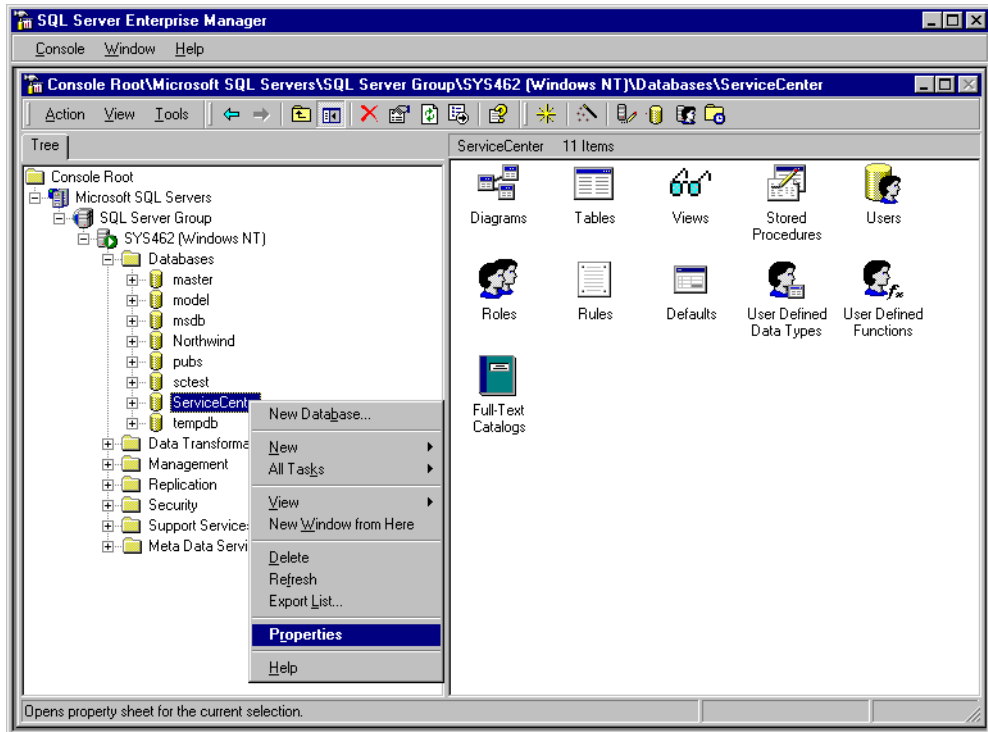 SQL Server Enterprise Manager
Console Window Help
Console Root\Microsoft SQL Servers\SQL Server Group\SYS462 (Windows NT)\Databases\ServiceCenter
Action View Tools
Tree
ServiceCenter 11 Items
Console Root
Microsoft SQL Servers
SQL Server Group
SYS462 (Windows NT)
Databases
master
model
msdb
Northwind
pubs
sctest
ServiceCent
tempdb
Data Transforma
Management
Replication
Security
Support Service
Meta Data Servi
New Database...
New
All Tasks
View
New Window from Here
Delete
Refresh
Export List...
Properties
Help
Diagrams
Tables
Views
Stored
Procedures
Users
Roles
Rules
Defaults
User Defined
Data Types
User Defined
Functions
Full-Text
Catalogs
Opens property sheet for the current selection.